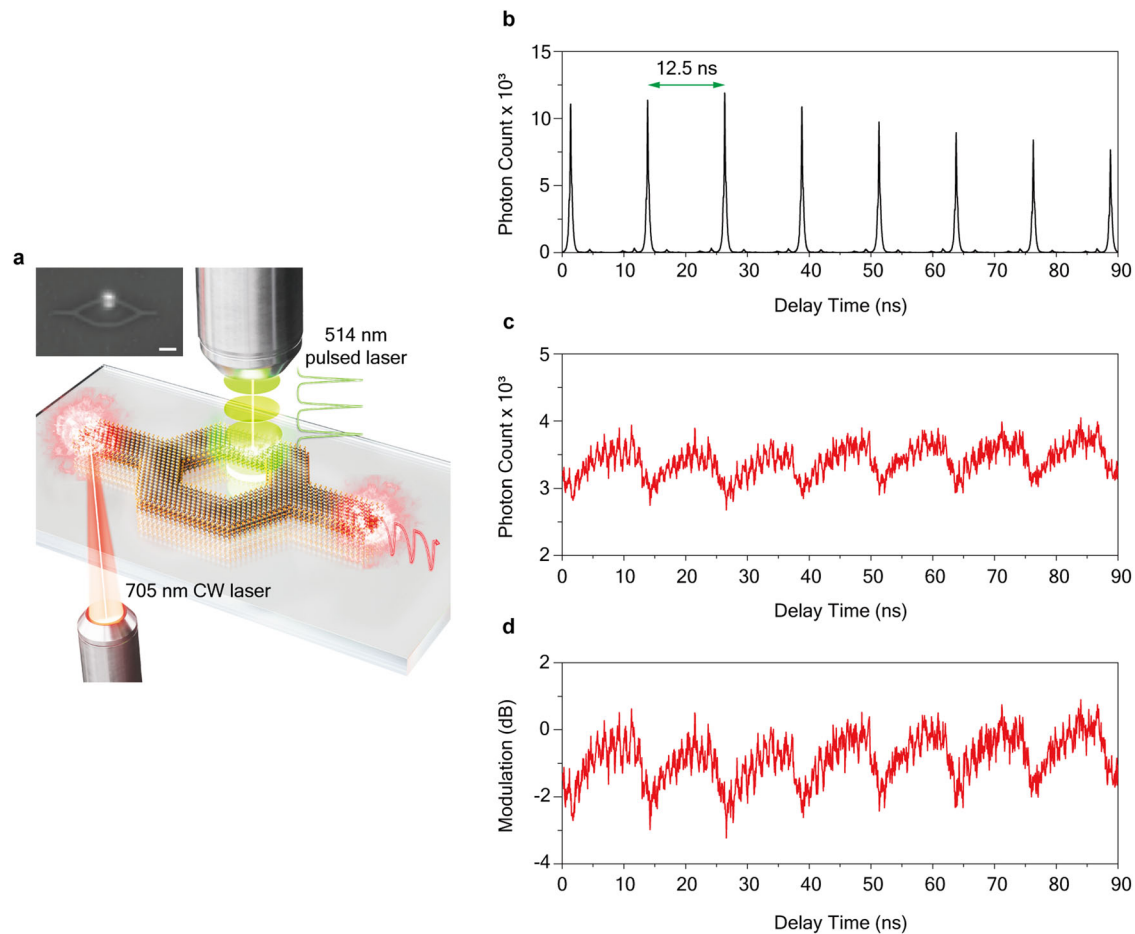 a
514 nm
pulsed laser
705 nm CW laser
b
15
10
5
0
Photon Count x 10³
12.5 ns
0 10 20 30 40 50 60 70 80 90
Delay Time (ns)
c
5
4
3
2
Photon Count x 10³
0 10 20 30 40 50 60 70 80 90
Delay Time (ns)
d
2
0
-2
-4
Modulation (dB)
0 10 20 30 40 50 60 70 80 90
Delay Time (ns)